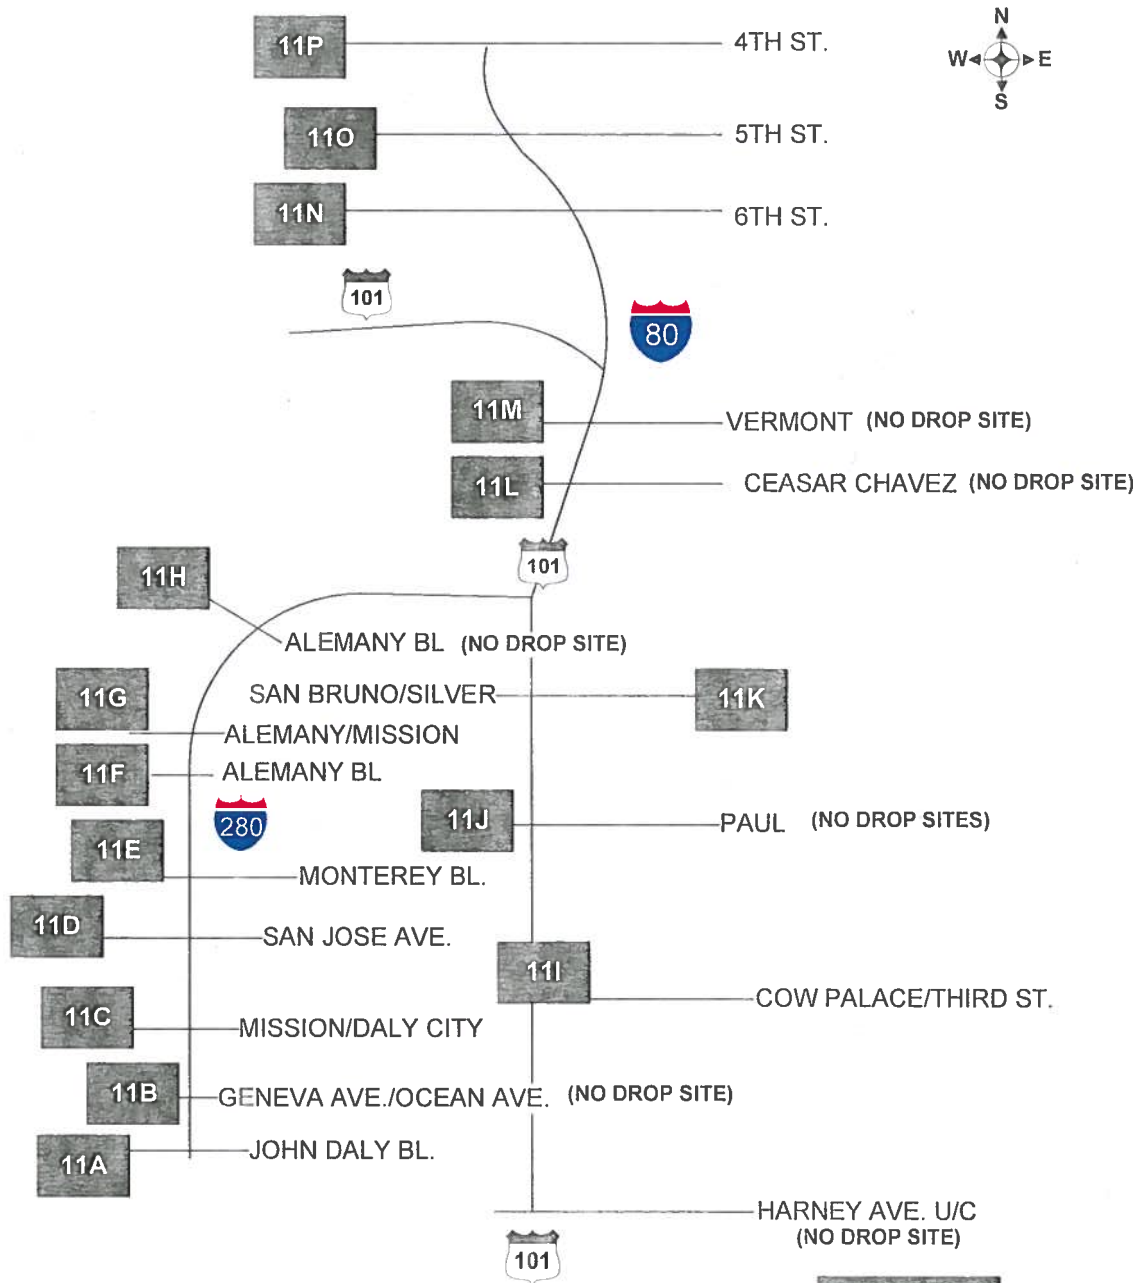 N
W E
S
11P 4TH ST.
11O 5TH ST.
11N 6TH ST.
101
80
11M VERMONT (NO DROP SITE)
11L CEASAR CHAVEZ (NO DROP SITE)
101
11H
ALEMANY BL (NO DROP SITE)
11G SAN BRUNO/SILVER 11K
ALEMANY/MISSION
11F ALEMANY BL
280
11J PAUL (NO DROP SITES)
11E
MONTEREY BL.
11D SAN JOSE AVE.
11I
COW PALACE/THIRD ST.
11C MISSION/DALY CITY
11B GENEVA AVE./OCEAN AVE. (NO DROP SITE)
11A JOHN DALY BL.
HARNEY AVE. U/C
(NO DROP SITE)
101